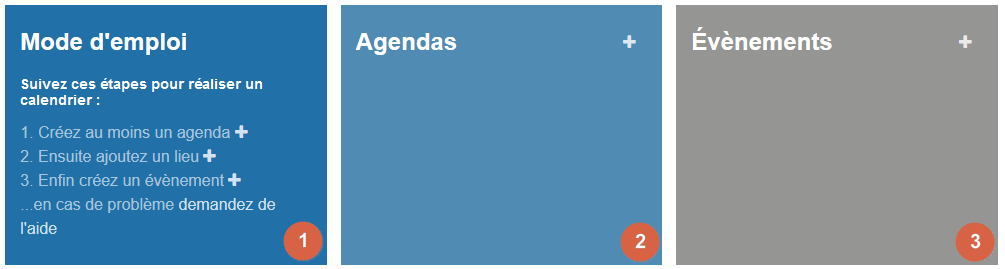 Mode d'emploi
Suivez ces étapes pour réaliser un
calendrier :
1. Créez au moins un agenda +
2. Ensuite ajoutez un lieu +
3. Enfin créez un évènement +
...en cas de problème demandez de
l'aide
1
Agendas +
2
Évènements +
3